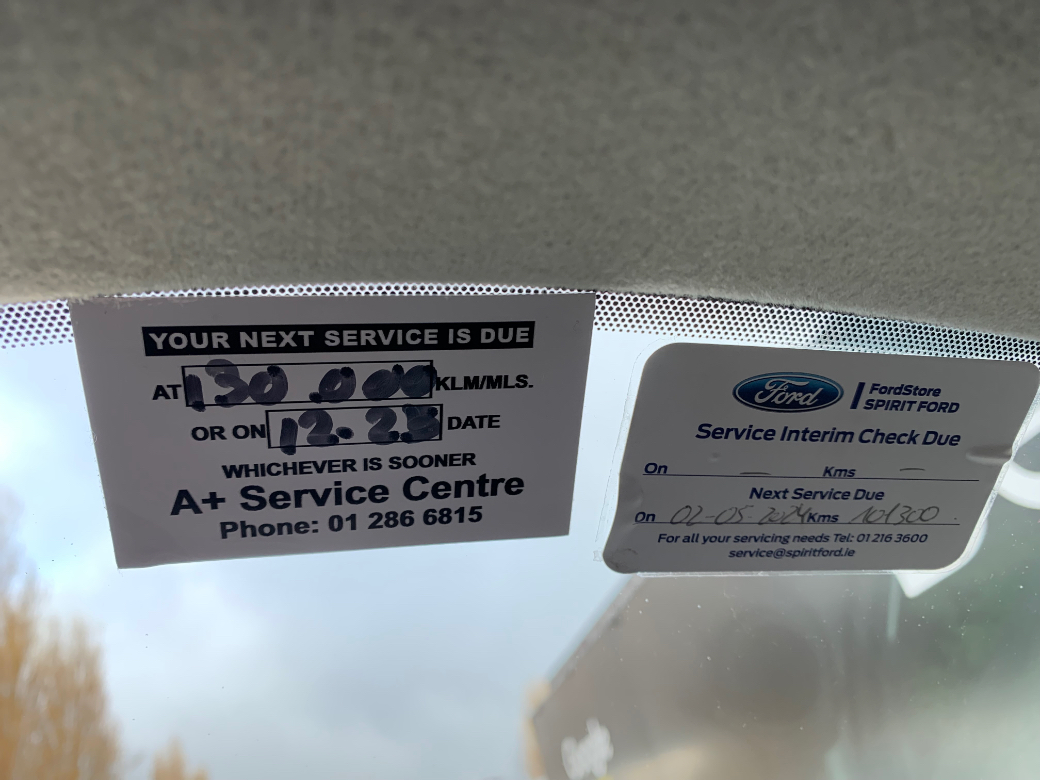 YOUR NEXT SERVICE IS DUE
AT 130.000 KLM/MLS.
OR ON 12.23 DATE
WHICHEVER IS SOONER
A+ Service Centre
Phone: 01 286 6815
Ford FordStore
SPIRIT FORD
Service Interim Check Due
On — Kms —
Next Service Due
On 02-05-2024 Kms 101300
For all your servicing needs Tel: 01 216 3600
service@spiritford.ie